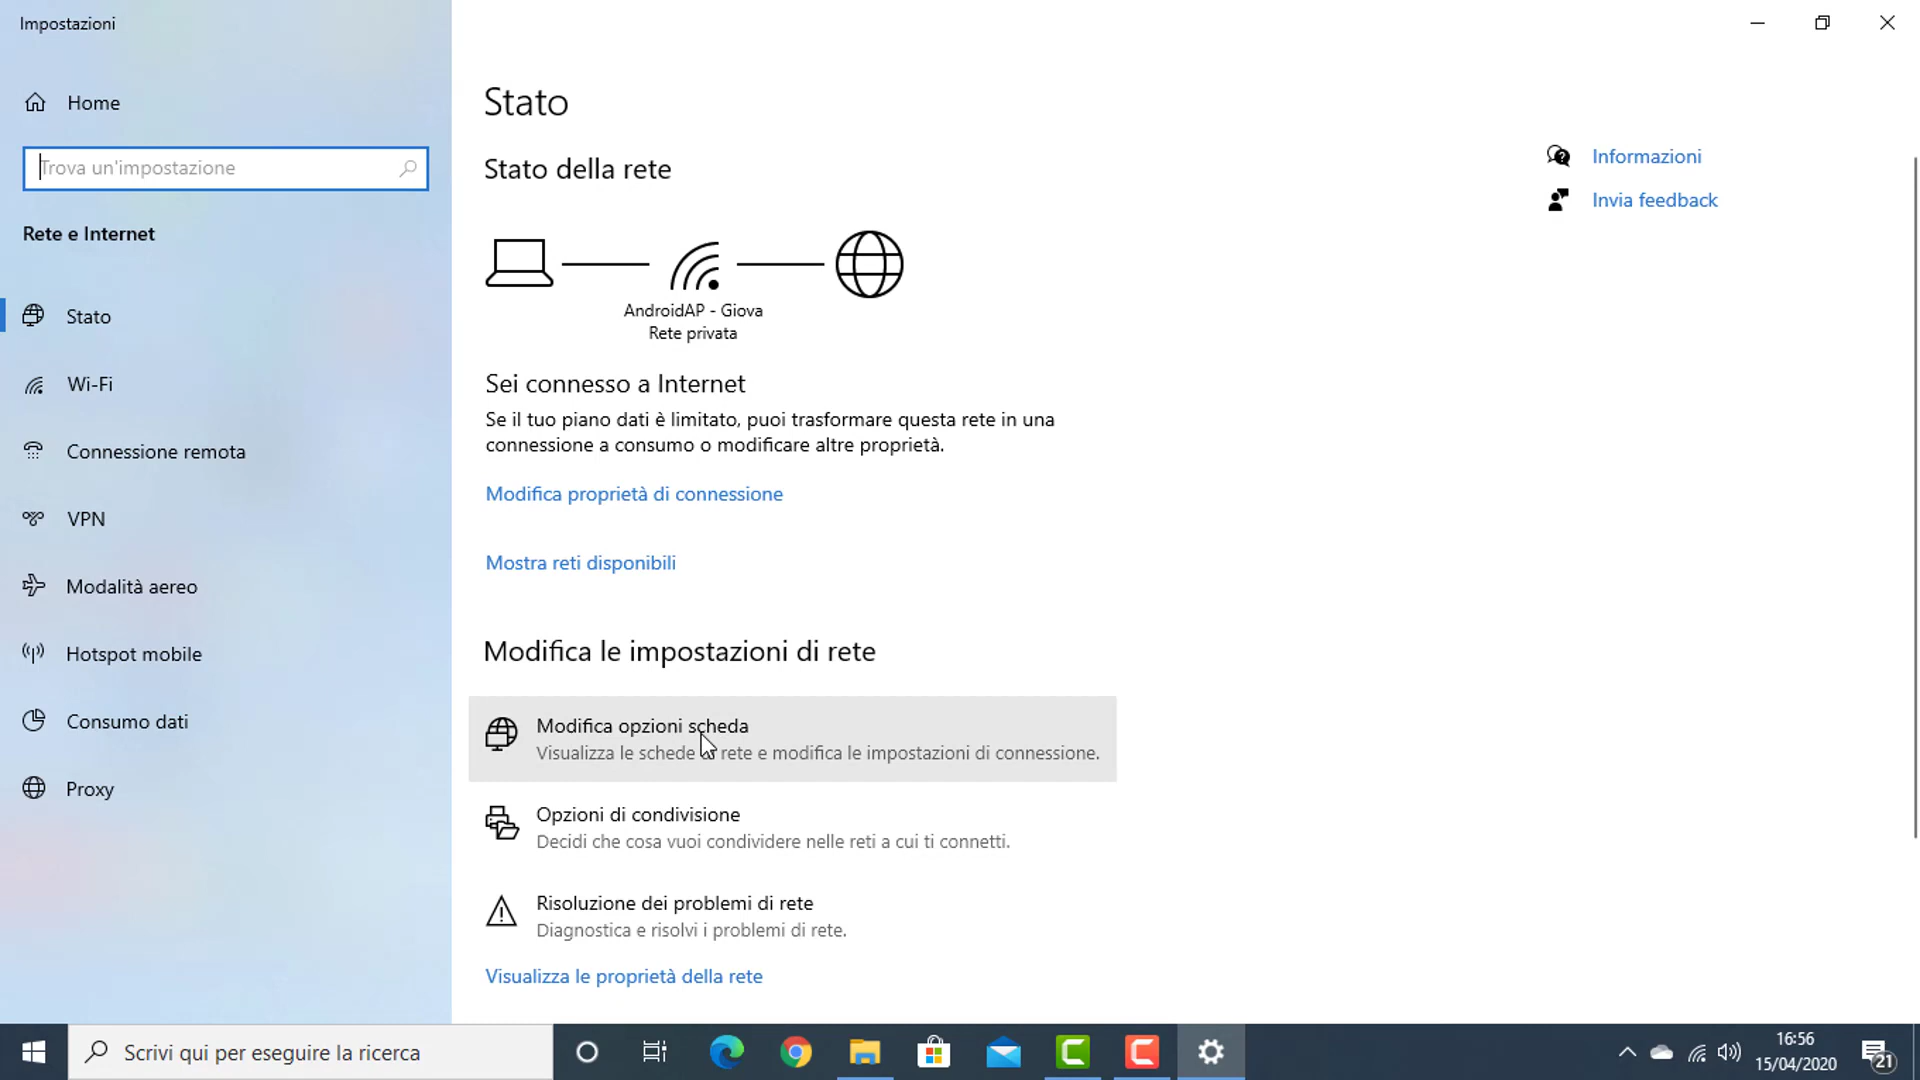 Impostazioni
Home
Trova un'impostazione
Rete e Internet
Stato
Wi-Fi
Connessione remota
VPN
Modalità aereo
Hotspot mobile
Consumo dati
Proxy
Stato
Stato della rete
AndroidAP - Giova
Rete privata
Sei connesso a Internet
Se il tuo piano dati è limitato, puoi trasformare questa rete in una
connessione a consumo o modificare altre proprietà.
Modifica proprietà di connessione
Mostra reti disponibili
Modifica le impostazioni di rete
Modifica opzioni scheda
Visualizza le schede di rete e modifica le impostazioni di connessione.
Opzioni di condivisione
Decidi che cosa vuoi condividere nelle reti a cui ti connetti.
Risoluzione dei problemi di rete
Diagnostica e risolvi i problemi di rete.
Visualizza le proprietà della rete
Informazioni
Invia feedback
Scrivi qui per eseguire la ricerca
16:56
15/04/2020
21